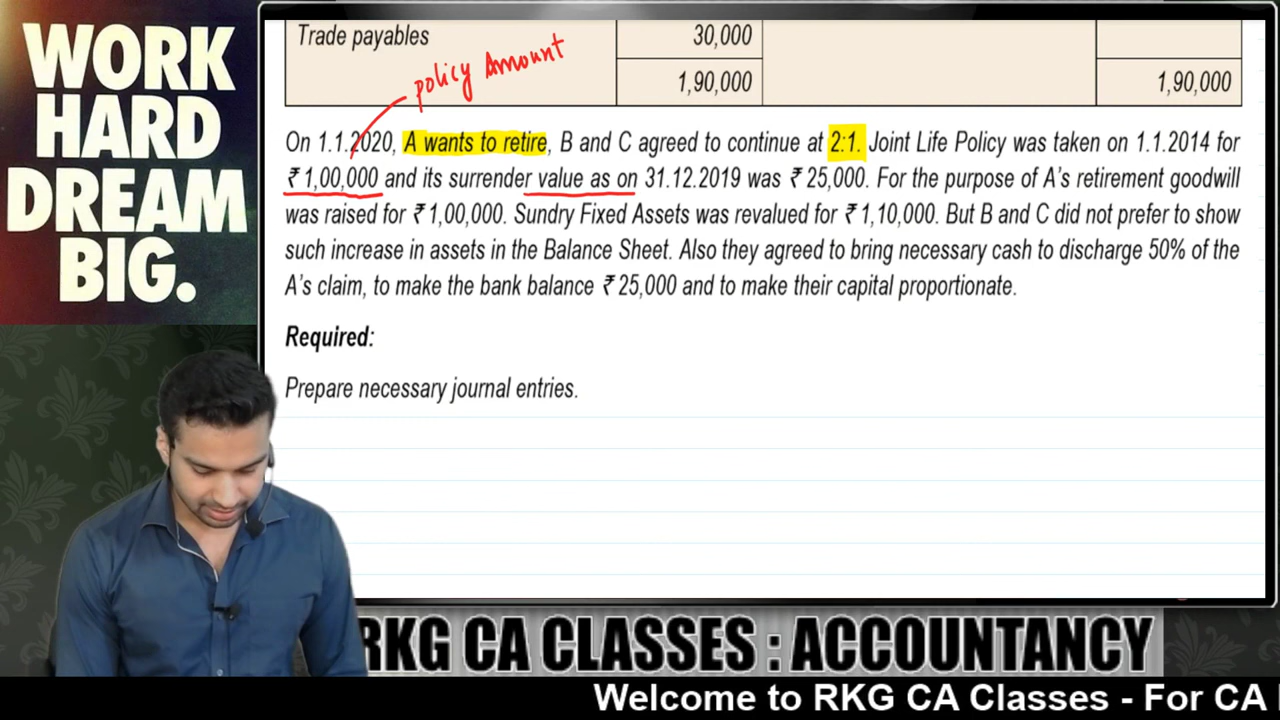 WORK
HARD
DREAM
BIG.
Trade payables 30,000
1,90,000 1,90,000
policy Amount
On 1.1.2020, A wants to retire, B and C agreed to continue at 2:1. Joint Life Policy was taken on 1.1.2014 for
₹ 1,00,000 and its surrender value as on 31.12.2019 was ₹ 25,000. For the purpose of A's retirement goodwill
was raised for ₹ 1,00,000. Sundry Fixed Assets was revalued for ₹ 1,10,000. But B and C did not prefer to show
such increase in assets in the Balance Sheet. Also they agreed to bring necessary cash to discharge 50% of the
A's claim, to make the bank balance ₹ 25,000 and to make their capital proportionate.
Required:
Prepare necessary journal entries.
RKG CA CLASSES : ACCOUNTANCY
Welcome to RKG CA Classes - For CA